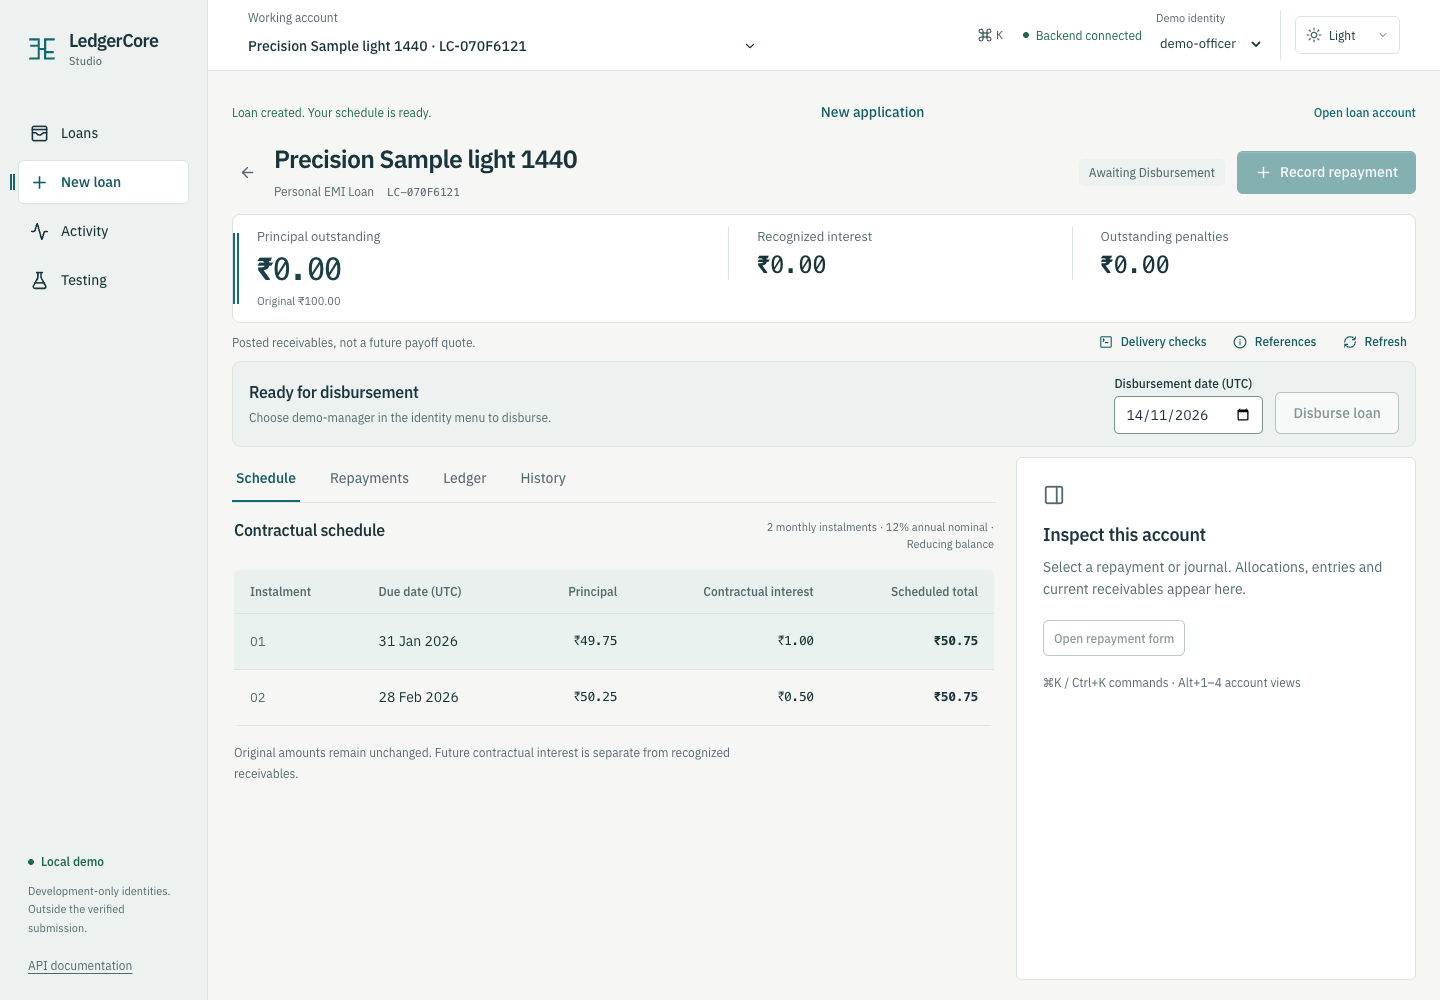 LedgerCore
Studio
Loans
New loan
Activity
Testing
Local demo
Development-only identities.
Outside the verified
submission.
API documentation
Working account
Precision Sample light 1440 · LC-070F6121
⌘ K
Backend connected
Demo identity
demo-officer
Light
Loan created. Your schedule is ready.
New application
Open loan account
Precision Sample light 1440
Personal EMI Loan LC-070F6121
Awaiting Disbursement
Record repayment
Principal outstanding
₹0.00
Original ₹100.00
Recognized interest
₹0.00
Outstanding penalties
₹0.00
Posted receivables, not a future payoff quote.
Delivery checks
References
Refresh
Ready for disbursement
Choose demo-manager in the identity menu to disburse.
Disbursement date (UTC)
14/11/2026
Disburse loan
Schedule Repayments Ledger History
Contractual schedule
2 monthly instalments · 12% annual nominal ·
Reducing balance
Instalment Due date (UTC) Principal Contractual interest Scheduled total
01 31 Jan 2026 ₹49.75 ₹1.00 ₹50.75
02 28 Feb 2026 ₹50.25 ₹0.50 ₹50.75
Original amounts remain unchanged. Future contractual interest is separate from recognized
receivables.
Inspect this account
Select a repayment or journal. Allocations, entries and
current receivables appear here.
Open repayment form
⌘K / Ctrl+K commands · Alt+1–4 account views